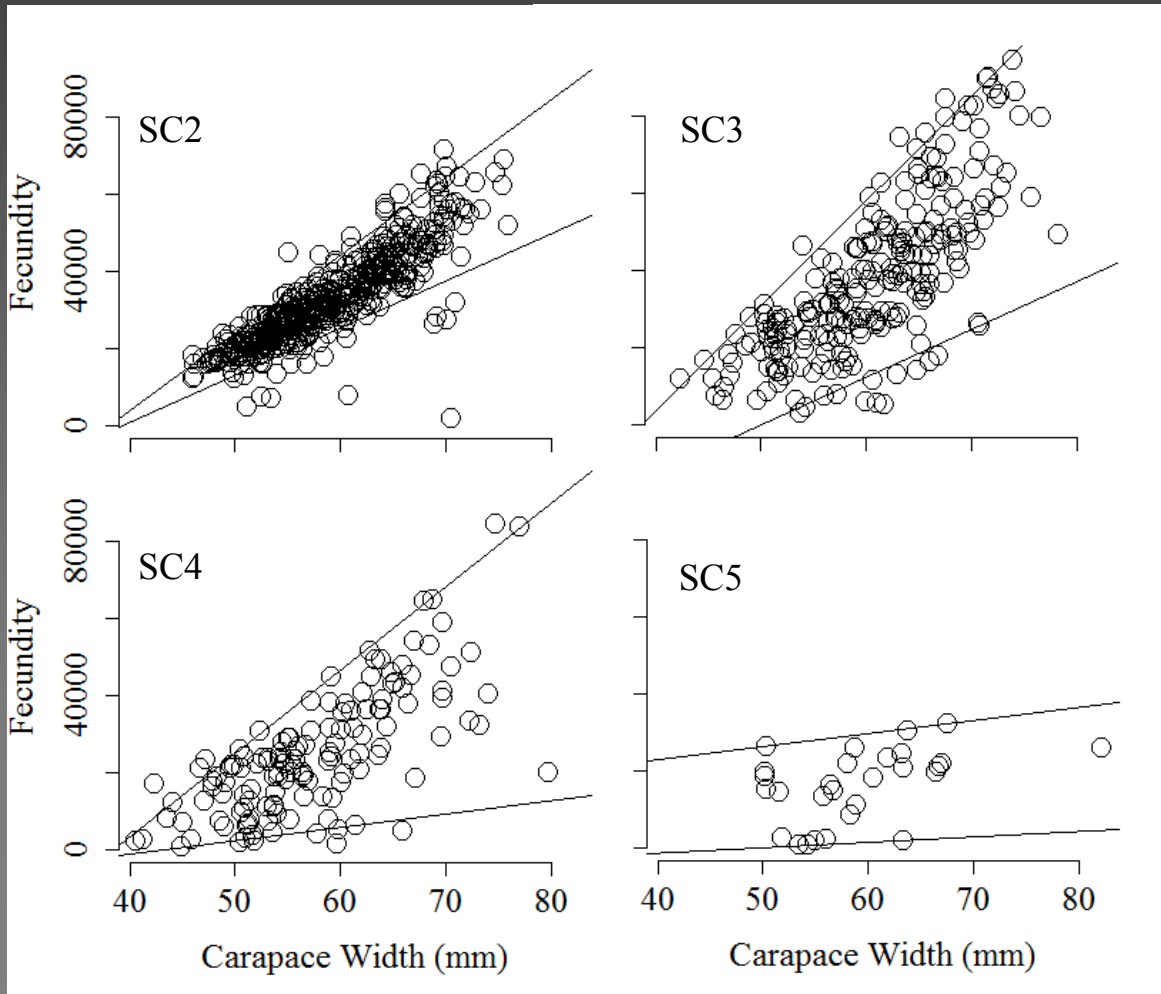 SC2
SC3
Fecundity
0 40000 80000
SC4
SC5
Fecundity
0 40000 80000
40 50 60 70 80
40 50 60 70 80
Carapace Width (mm)
Carapace Width (mm)